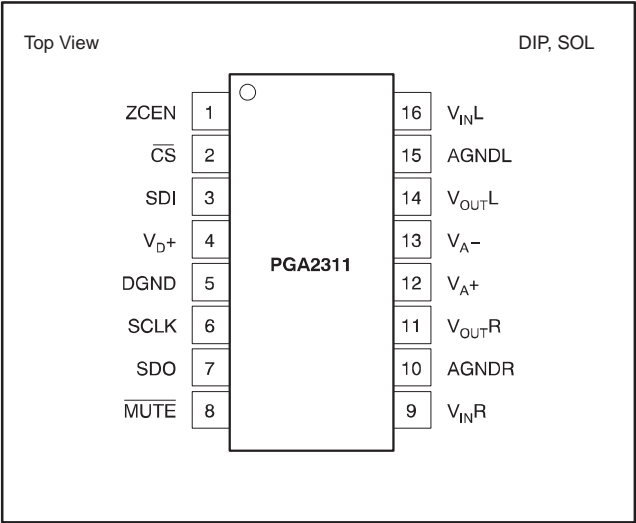 Top View DIP, SOL
ZCEN 1 16 VINL
CS 2 15 AGNDL
SDI 3 14 VOUTL
VD+ 4 13 VA−
PGA2311
DGND 5 12 VA+
SCLK 6 11 VOUTR
SDO 7 10 AGNDR
MUTE 8 9 VINR